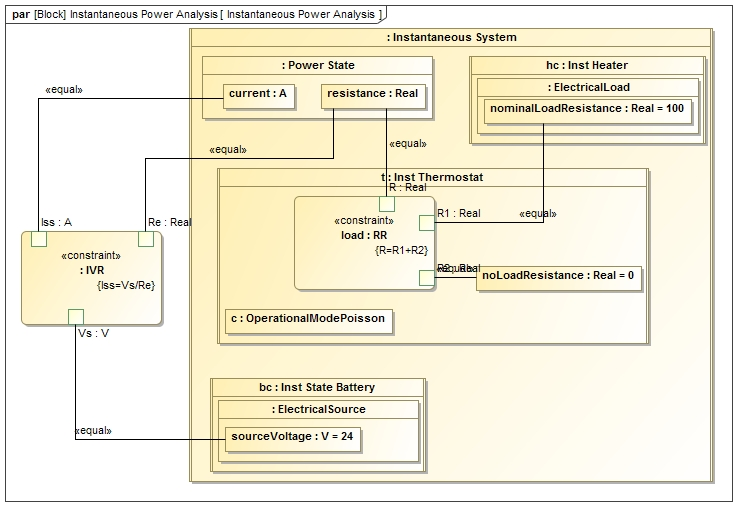 par [Block] Instantaneous Power Analysis [ Instantaneous Power Analysis ]
: Instantaneous System
: Power State
current : A
resistance : Real
hc : Inst Heater
: ElectricalLoad
nominalLoadResistance : Real = 100
«equal»
«equal»
«equal»
t : Inst Thermostat
R : Real
«constraint»
load : RR
{R=R1+R2}
R1 : Real
«equal»
R2 : Real
«equal»
noLoadResistance : Real = 0
c : OperationalModePoisson
Iss : A
Re : Real
«constraint»
: IVR
{Iss=Vs/Re}
Vs : V
«equal»
bc : Inst State Battery
: ElectricalSource
sourceVoltage : V = 24